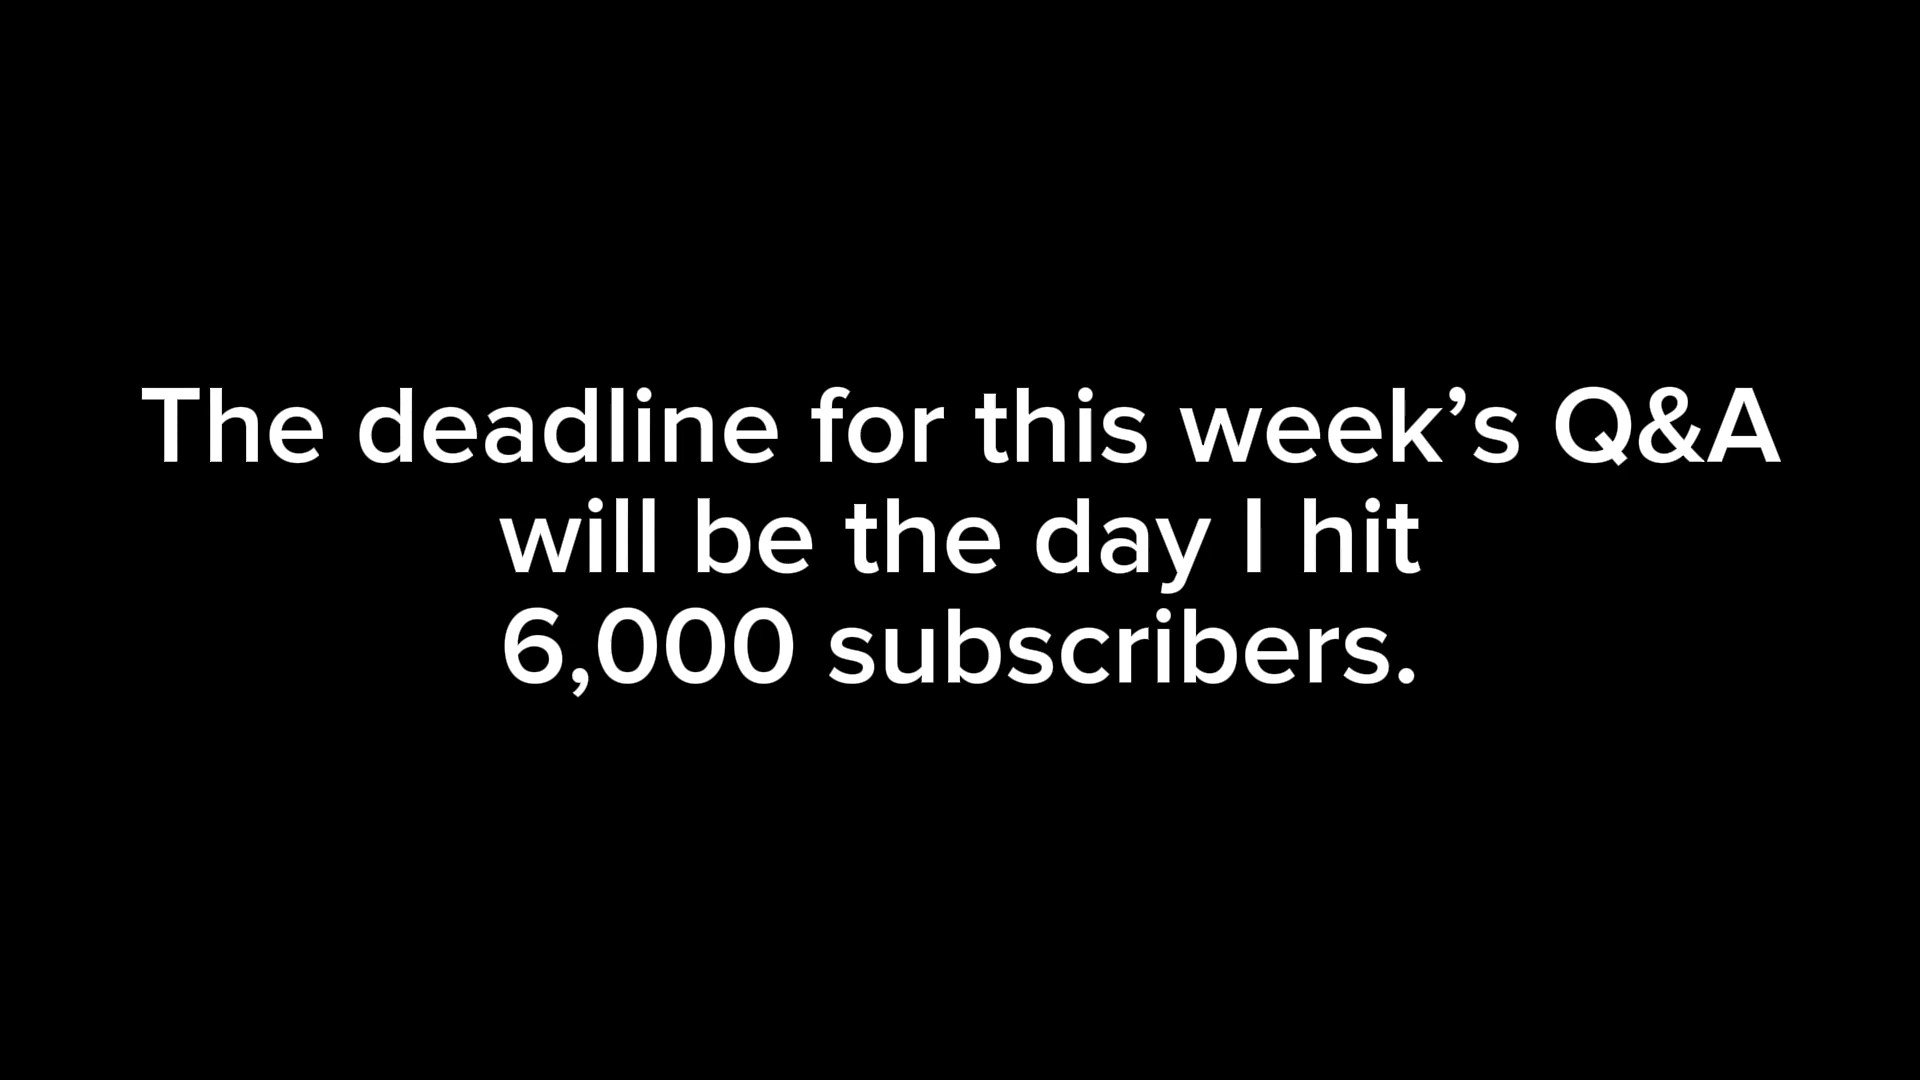 The deadline for this week’s Q&A
will be the day I hit
6,000 subscribers.